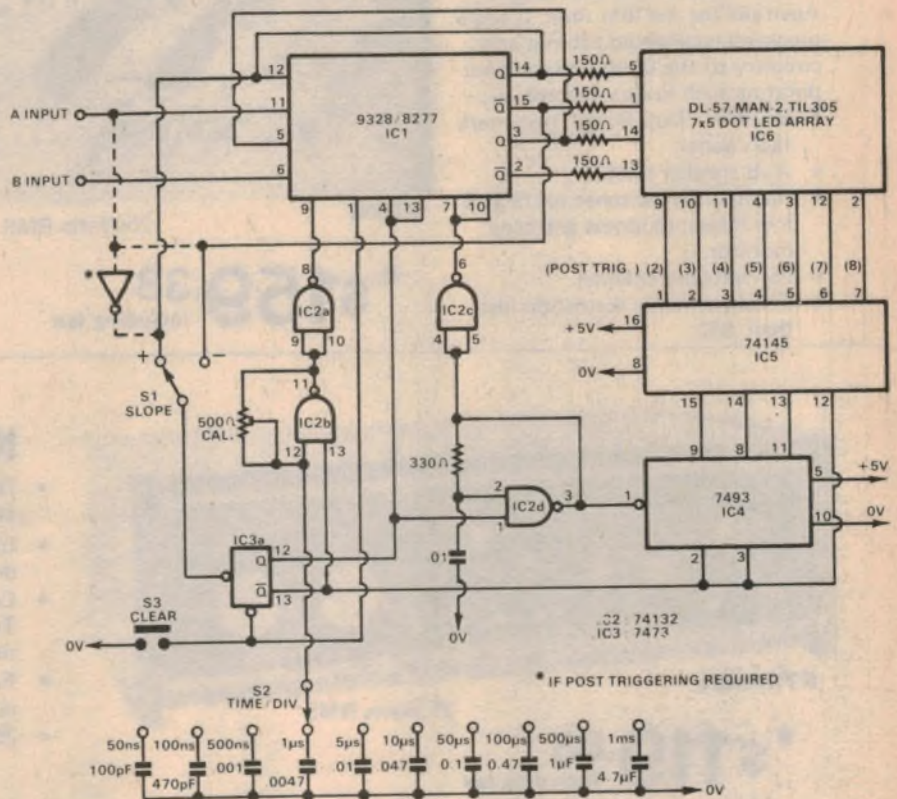 12
11
5
6
A INPUT
B INPUT
9328/8277
IC1
Q 14
Q 15
Q 3
Q 2
150Ω
150Ω
150Ω
150Ω
5
1
14
13
DL-57, MAN-2, TIL305
7x5 DOT LED ARRAY
IC6
9 10 11 4 3 12 2
9 1 4 13 7 10
(POST TRIG.) (2) (3) (4) (5) (6) (7) (8)
1 2 3 4 5 6 7
+5V 16
0V 8
74145
IC5
15 14 13 12
8
IC2a
9 10
6
IC2c
4 5
*
+ -
S1
SLOPE
500Ω
CAL.
11
IC2b
12 13
330Ω
2
1
IC2d
3
1
9 8 11
7493
IC4
5
10
+5V
0V
2 3
IC3a
Q 12
Q 13
.01
0V
S3
CLEAR
0V
IC2 : 74132
IC3 : 7473
* IF POST TRIGGERING REQUIRED
S2
TIME/DIV
50ns 100ns 500ns 1µs 5µs 10µs 50µs 100µs 500µs 1ms
100pF 470pF .001 .0047 .01 .047 0.1 0.47 1µF 4.7µF
0V